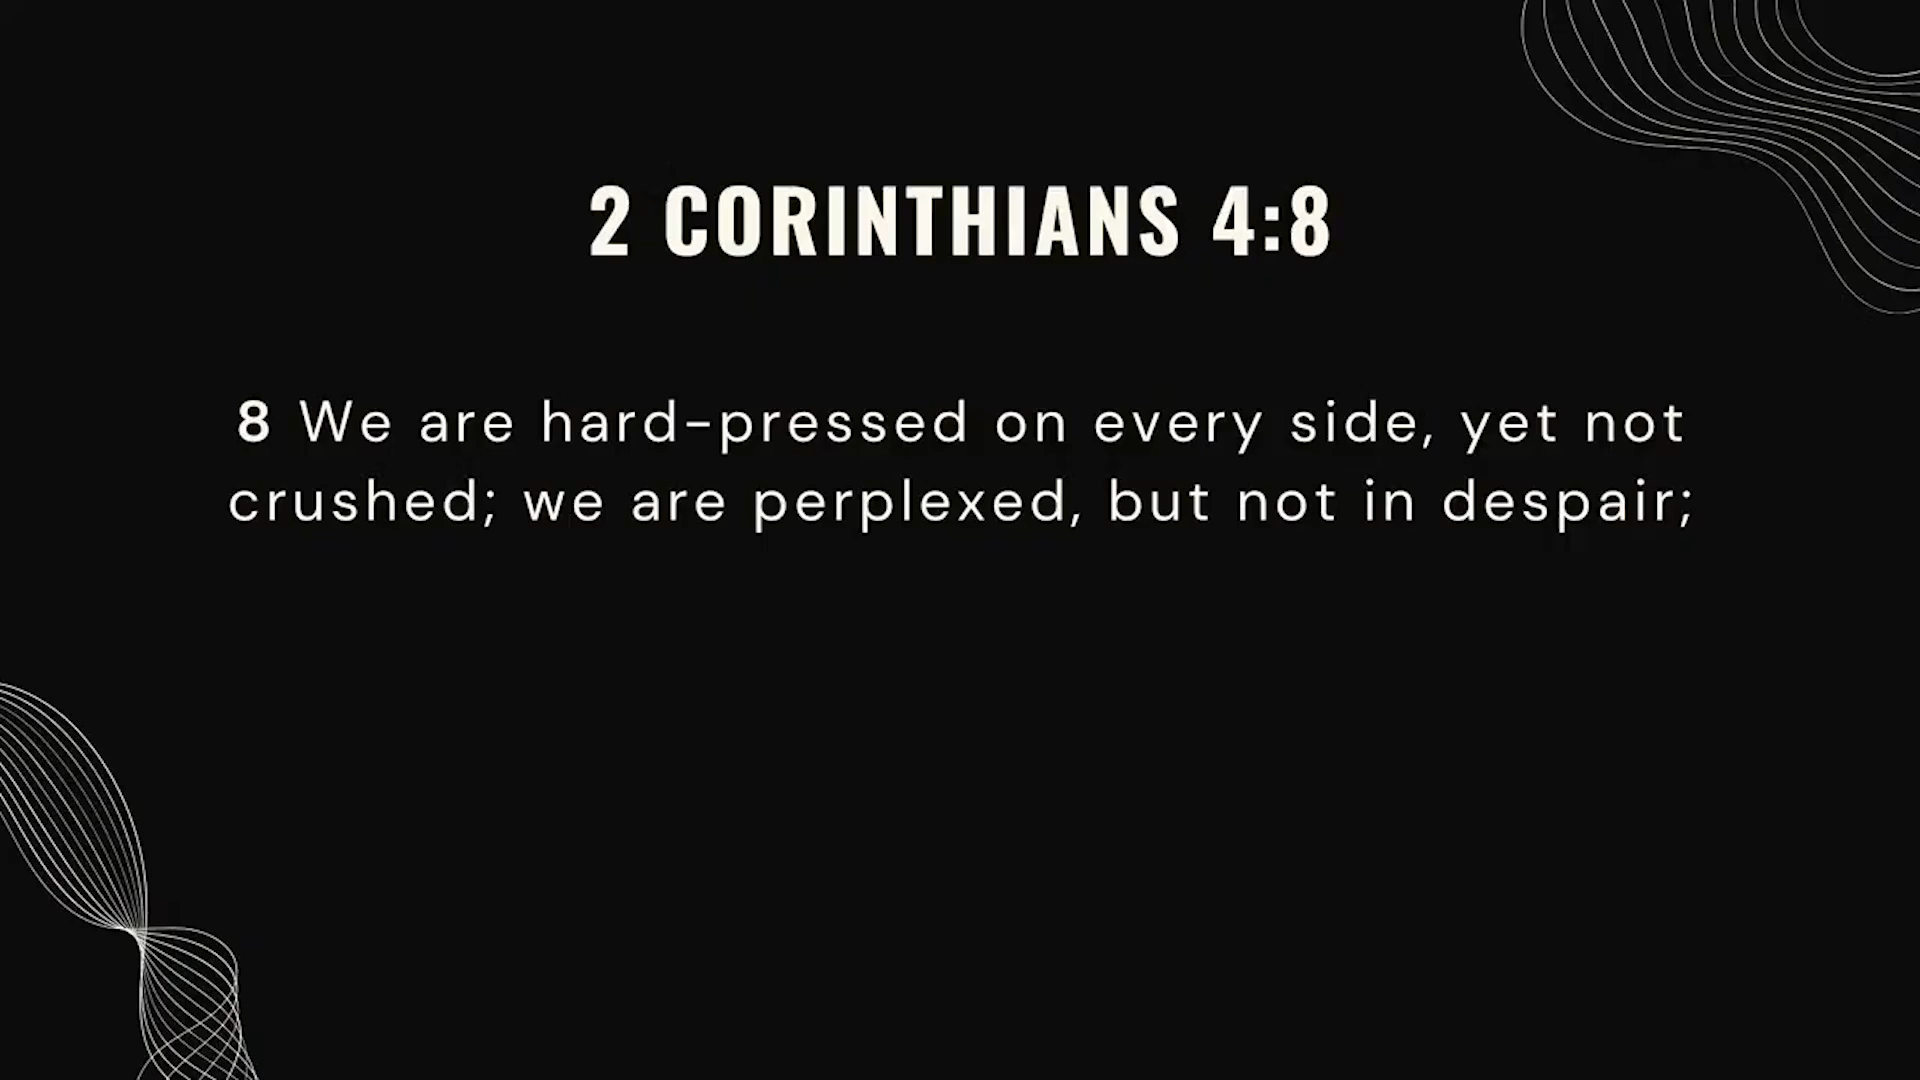 2 CORINTHIANS 4:8
8 We are hard-pressed on every side, yet not
crushed; we are perplexed, but not in despair;